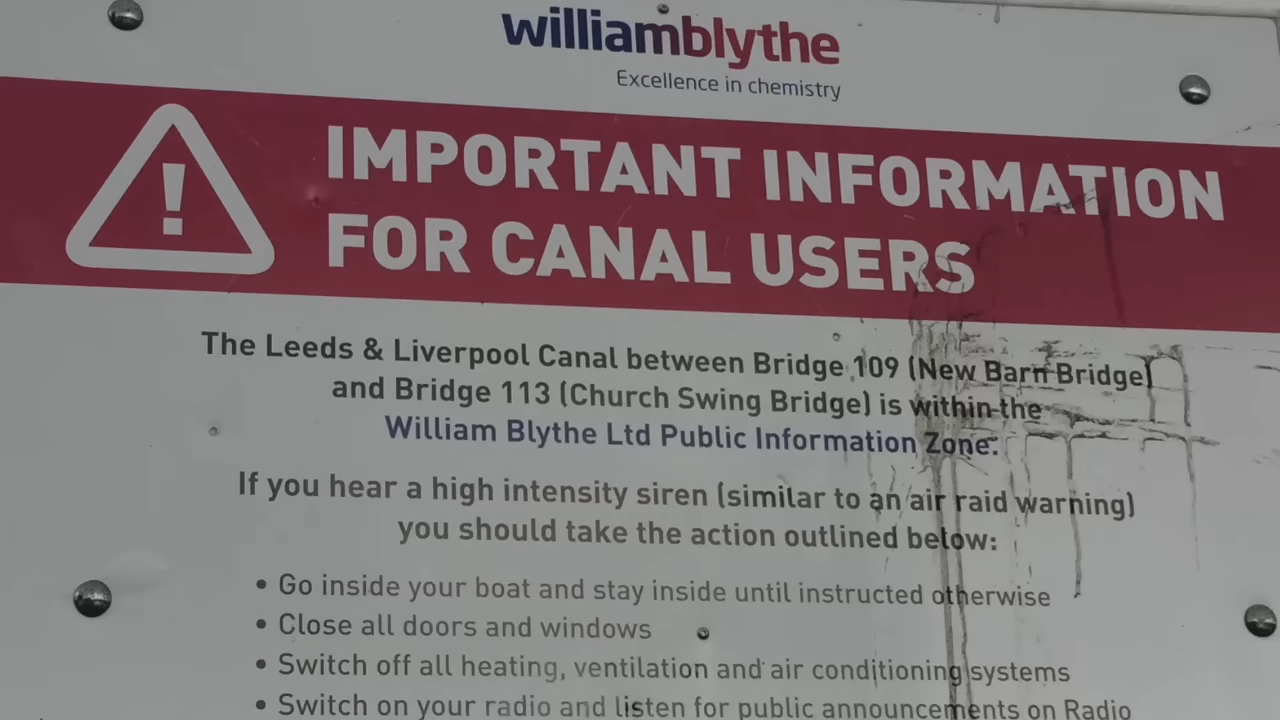 williamblythe
Excellence in chemistry
IMPORTANT INFORMATION
FOR CANAL USERS
The Leeds & Liverpool Canal between Bridge 109 (New Barn Bridge)
and Bridge 113 (Church Swing Bridge) is within the
William Blythe Ltd Public Information Zone.
If you hear a high intensity siren (similar to an air raid warning)
you should take the action outlined below:
• Go inside your boat and stay inside until instructed otherwise
• Close all doors and windows
• Switch off all heating, ventilation and air conditioning systems
• Switch on your radio and listen for public announcements on Radio